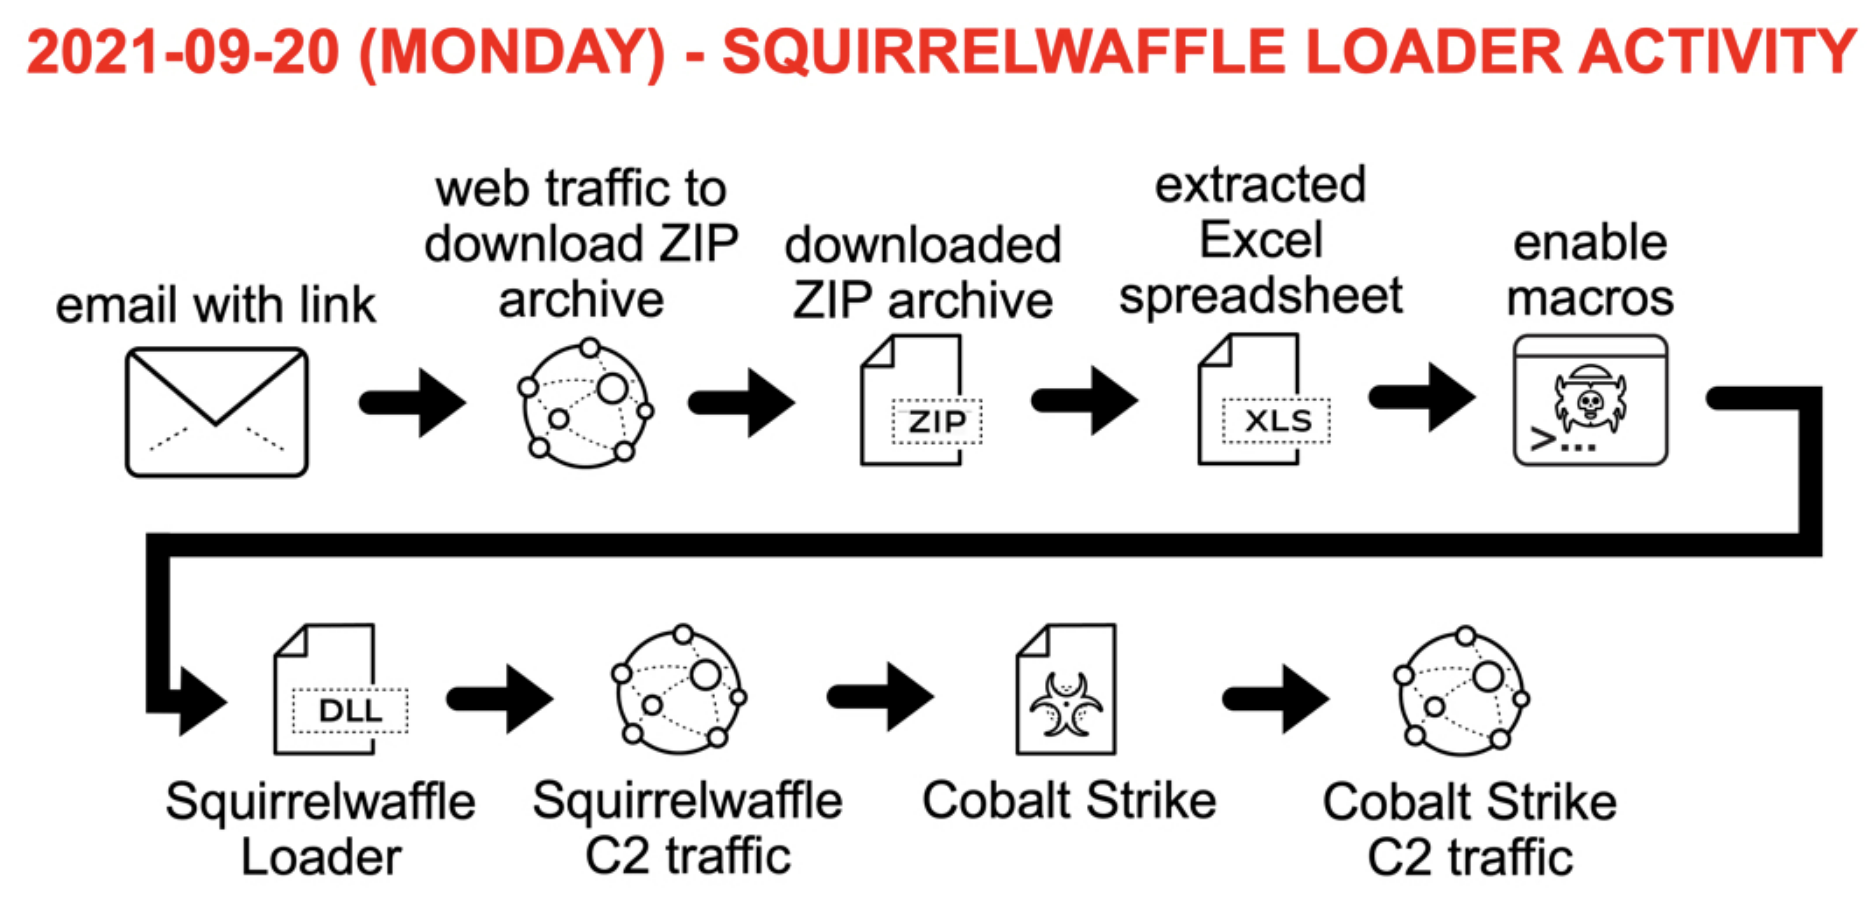 2021-09-20 (MONDAY) - SQUIRRELWAFFLE LOADER ACTIVITY
email with link
web traffic to
download ZIP
archive
downloaded
ZIP archive
extracted
Excel
spreadsheet
enable
macros
ZIP
XLS
>...
DLL
Squirrelwaffle
Loader
Squirrelwaffle
C2 traffic
Cobalt Strike
Cobalt Strike
C2 traffic